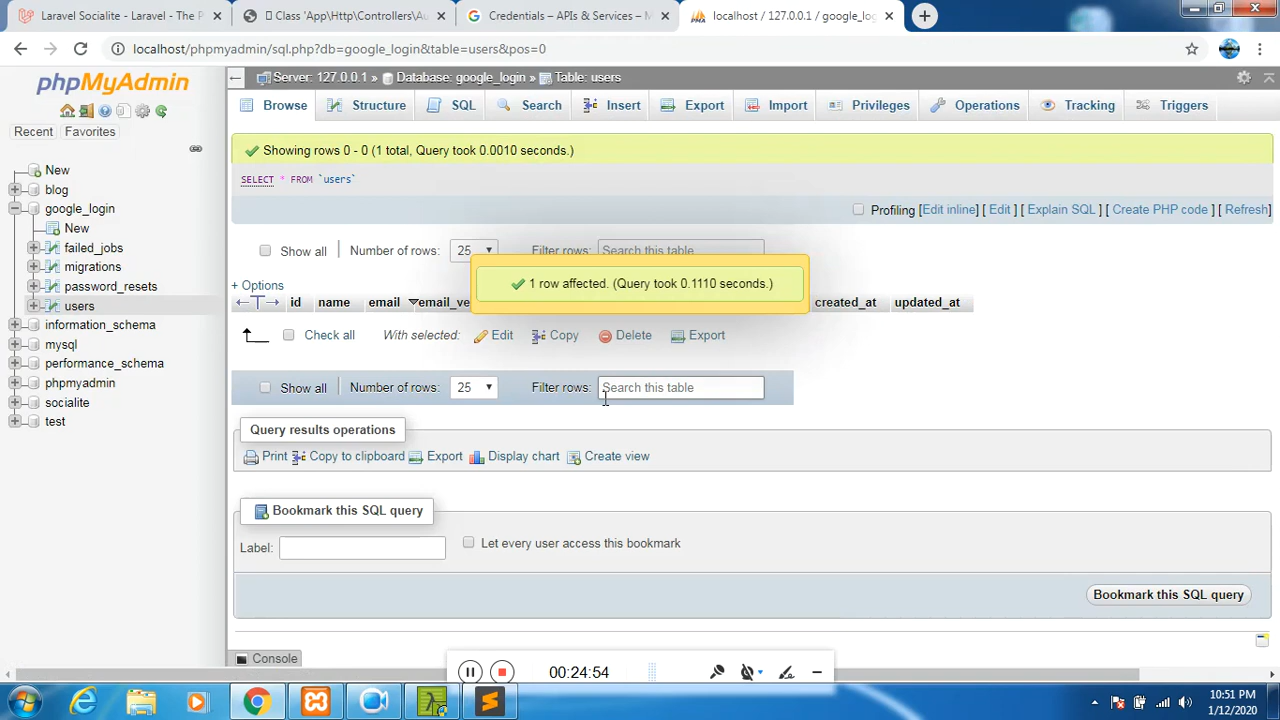 Laravel Socialite - Laravel - The P
Class 'App\Http\Controllers\Au
Credentials – APIs & Services – M
localhost / 127.0.0.1 / google_lo
localhost/phpmyadmin/sql.php?db=google_login&table=users&pos=0
phpMyAdmin
Recent Favorites
New
blog
google_login
New
failed_jobs
migrations
password_resets
users
information_schema
mysql
performance_schema
phpmyadmin
socialite
test
Server: 127.0.0.1 » Database: google_login » Table: users
Browse Structure SQL Search Insert Export Import Privileges Operations Tracking Triggers
Showing rows 0 - 0 (1 total, Query took 0.0010 seconds.)
SELECT * FROM `users`
Profiling [Edit inline] [ Edit ] [ Explain SQL ] [ Create PHP code ] [ Refresh]
Show all Number of rows: 25 Filter rows: Search this table
1 row affected. (Query took 0.1110 seconds.)
+ Options
id name email email_ve created_at updated_at
Check all With selected: Edit Copy Delete Export
Show all Number of rows: 25 Filter rows: Search this table
Query results operations
Print Copy to clipboard Export Display chart Create view
Bookmark this SQL query
Label: Let every user access this bookmark
Bookmark this SQL query
Console
00:24:54
10:51 PM
1/12/2020